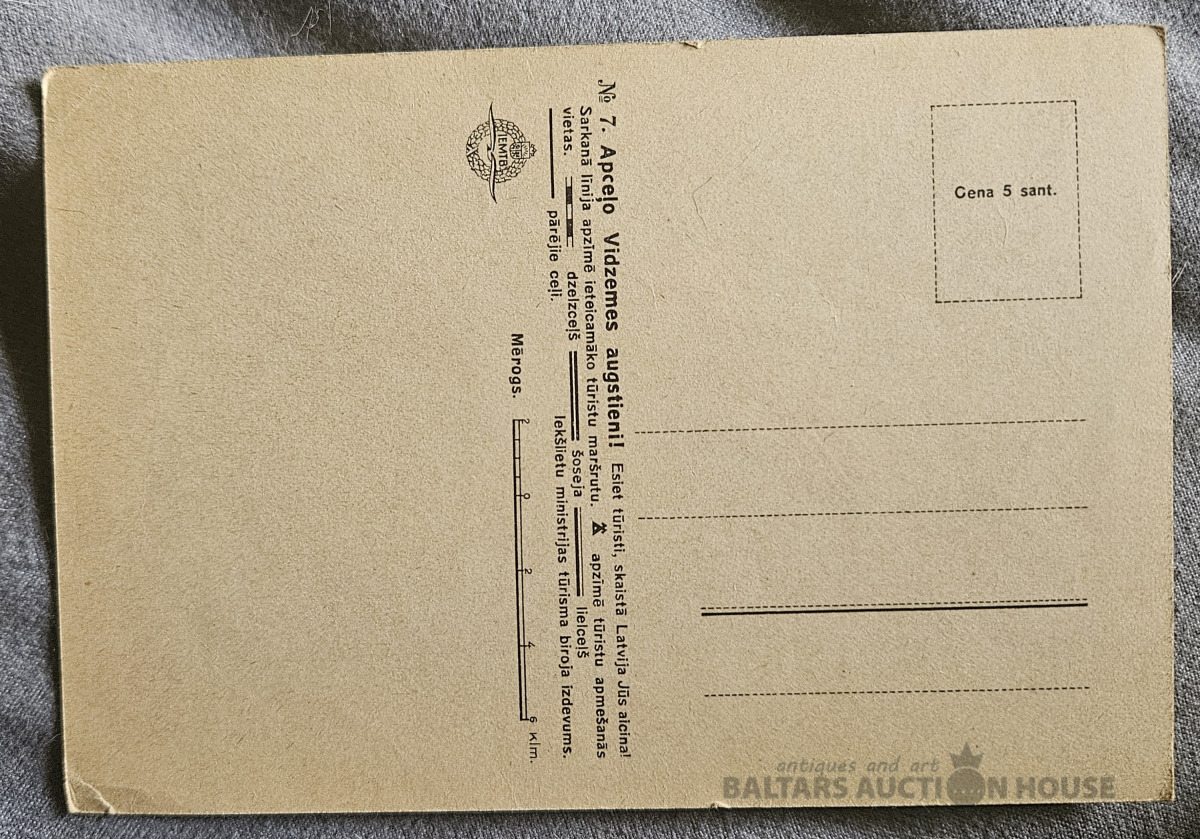 № 7. Apceļo Vidzemes augstieni! Esiet tūristi, skaistā Latvija Jūs aicina!
Sarkanā līnija apzīmē ieteicamāko tūristu maršrutu. apzīmē tūristu apmešanās
vietas. dzelzceļš šoseja lielceļš
pārējie ceļi. Iekšlietu ministrijas tūrisma biroja izdevums.
Mērogs. 2 0 2 4 6 klm.
IEMTB
Cena 5 sant.
antiques and art
BALTARS AUCTION HOUSE